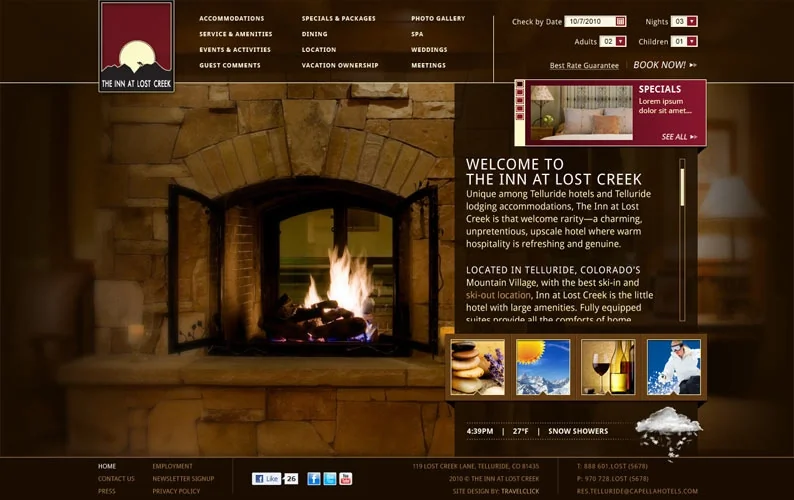 ACCOMMODATIONS
SERVICE & AMENITIES
EVENTS & ACTIVITIES
GUEST COMMENTS
SPECIALS & PACKAGES
DINING
LOCATION
VACATION OWNERSHIP
PHOTO GALLERY
SPA
WEDDINGS
MEETINGS
Check by Date 10/7/2010 Nights 03
Adults 02 Children 01
Best Rate Guarantee BOOK NOW!
THE INN AT LOST CREEK
SPECIALS
Lorem ipsum
dolor sit amet...
SEE ALL
WELCOME TO
THE INN AT LOST CREEK
Unique among Telluride hotels and Telluride
lodging accommodations, The Inn at Lost
Creek is that welcome rarity—a charming,
unpretentious, upscale hotel where warm
hospitality is refreshing and genuine.
LOCATED IN TELLURIDE, COLORADO'S
Mountain Village, with the best ski-in and
ski-out location, Inn at Lost Creek is the little
hotel with large amenities. Fully equipped
suites provide all the comforts of home
4:39PM | 27°F | SNOW SHOWERS
HOME
CONTACT US
PRESS
EMPLOYMENT
NEWSLETTER SIGNUP
PRIVACY POLICY
Like 26
You Tube
119 LOST CREEK LANE, TELLURIDE, CO 81435
2010 © THE INN AT LOST CREEK
SITE DESIGN BY: TRAVELCLICK
T: 888 601.LOST (5678)
P: 970 728.LOST (5678)
RES.TELLURIDE@CAPELLAHOTELS.COM